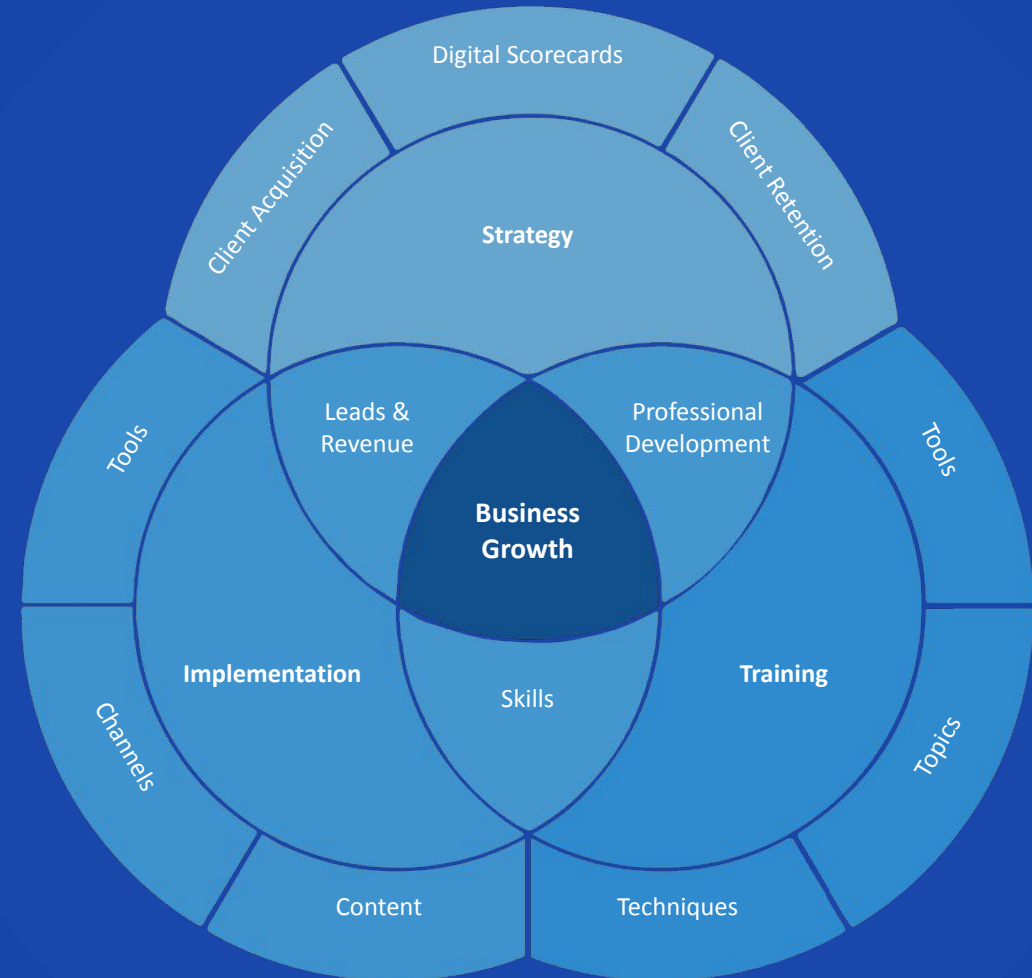 Digital Scorecards
Client Acquisition
Client Retention
Strategy
Leads &
Revenue
Professional
Development
Tools
Tools
Business
Growth
Implementation
Training
Skills
Channels
Topics
Content
Techniques